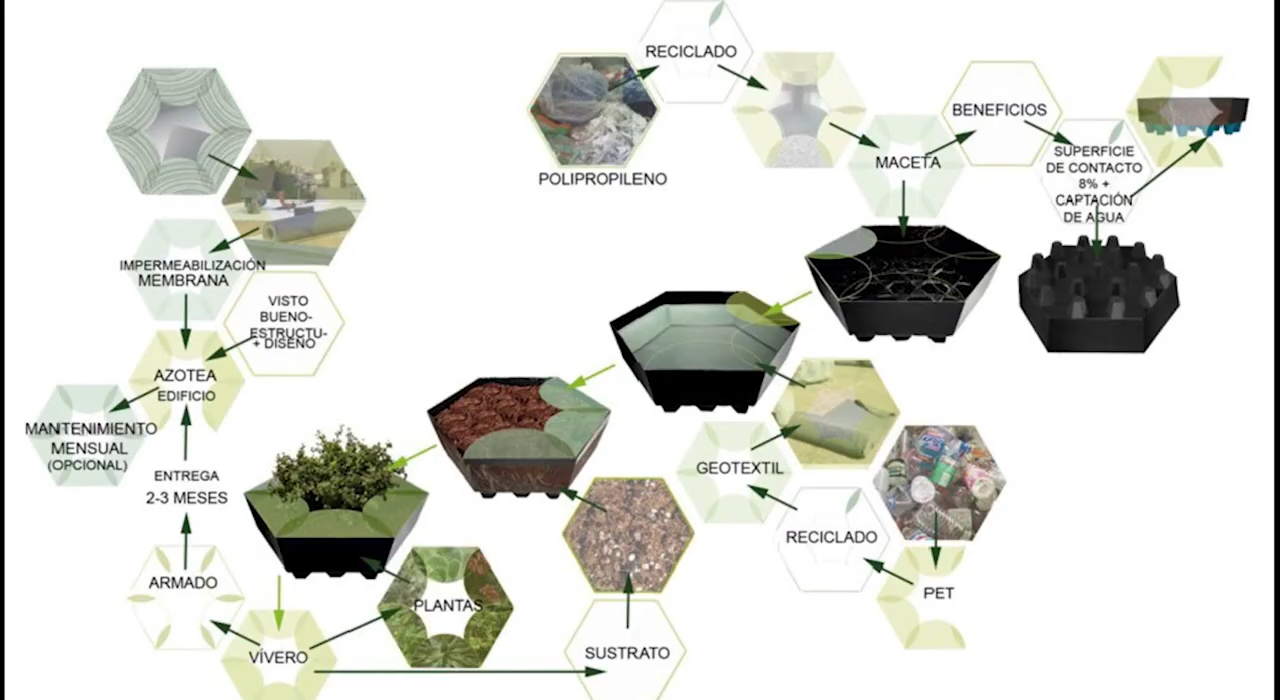 RECICLADO
POLIPROPILENO
MACETA
BENEFICIOS
SUPERFICIE
DE CONTACTO
8% +
CAPTACIÓN
DE AGUA
IMPERMEABILIZACIÓN
MEMBRANA
VISTO
BUENO-
ESTRUCTU-
+ DISEÑO
AZOTEA
EDIFICIO
MANTENIMIENTO
MENSUAL
(OPCIONAL)
ENTREGA
2-3 MESES
ARMADO
VÍVERO
PLANTAS
SUSTRATO
GEOTEXTIL
RECICLADO
PET